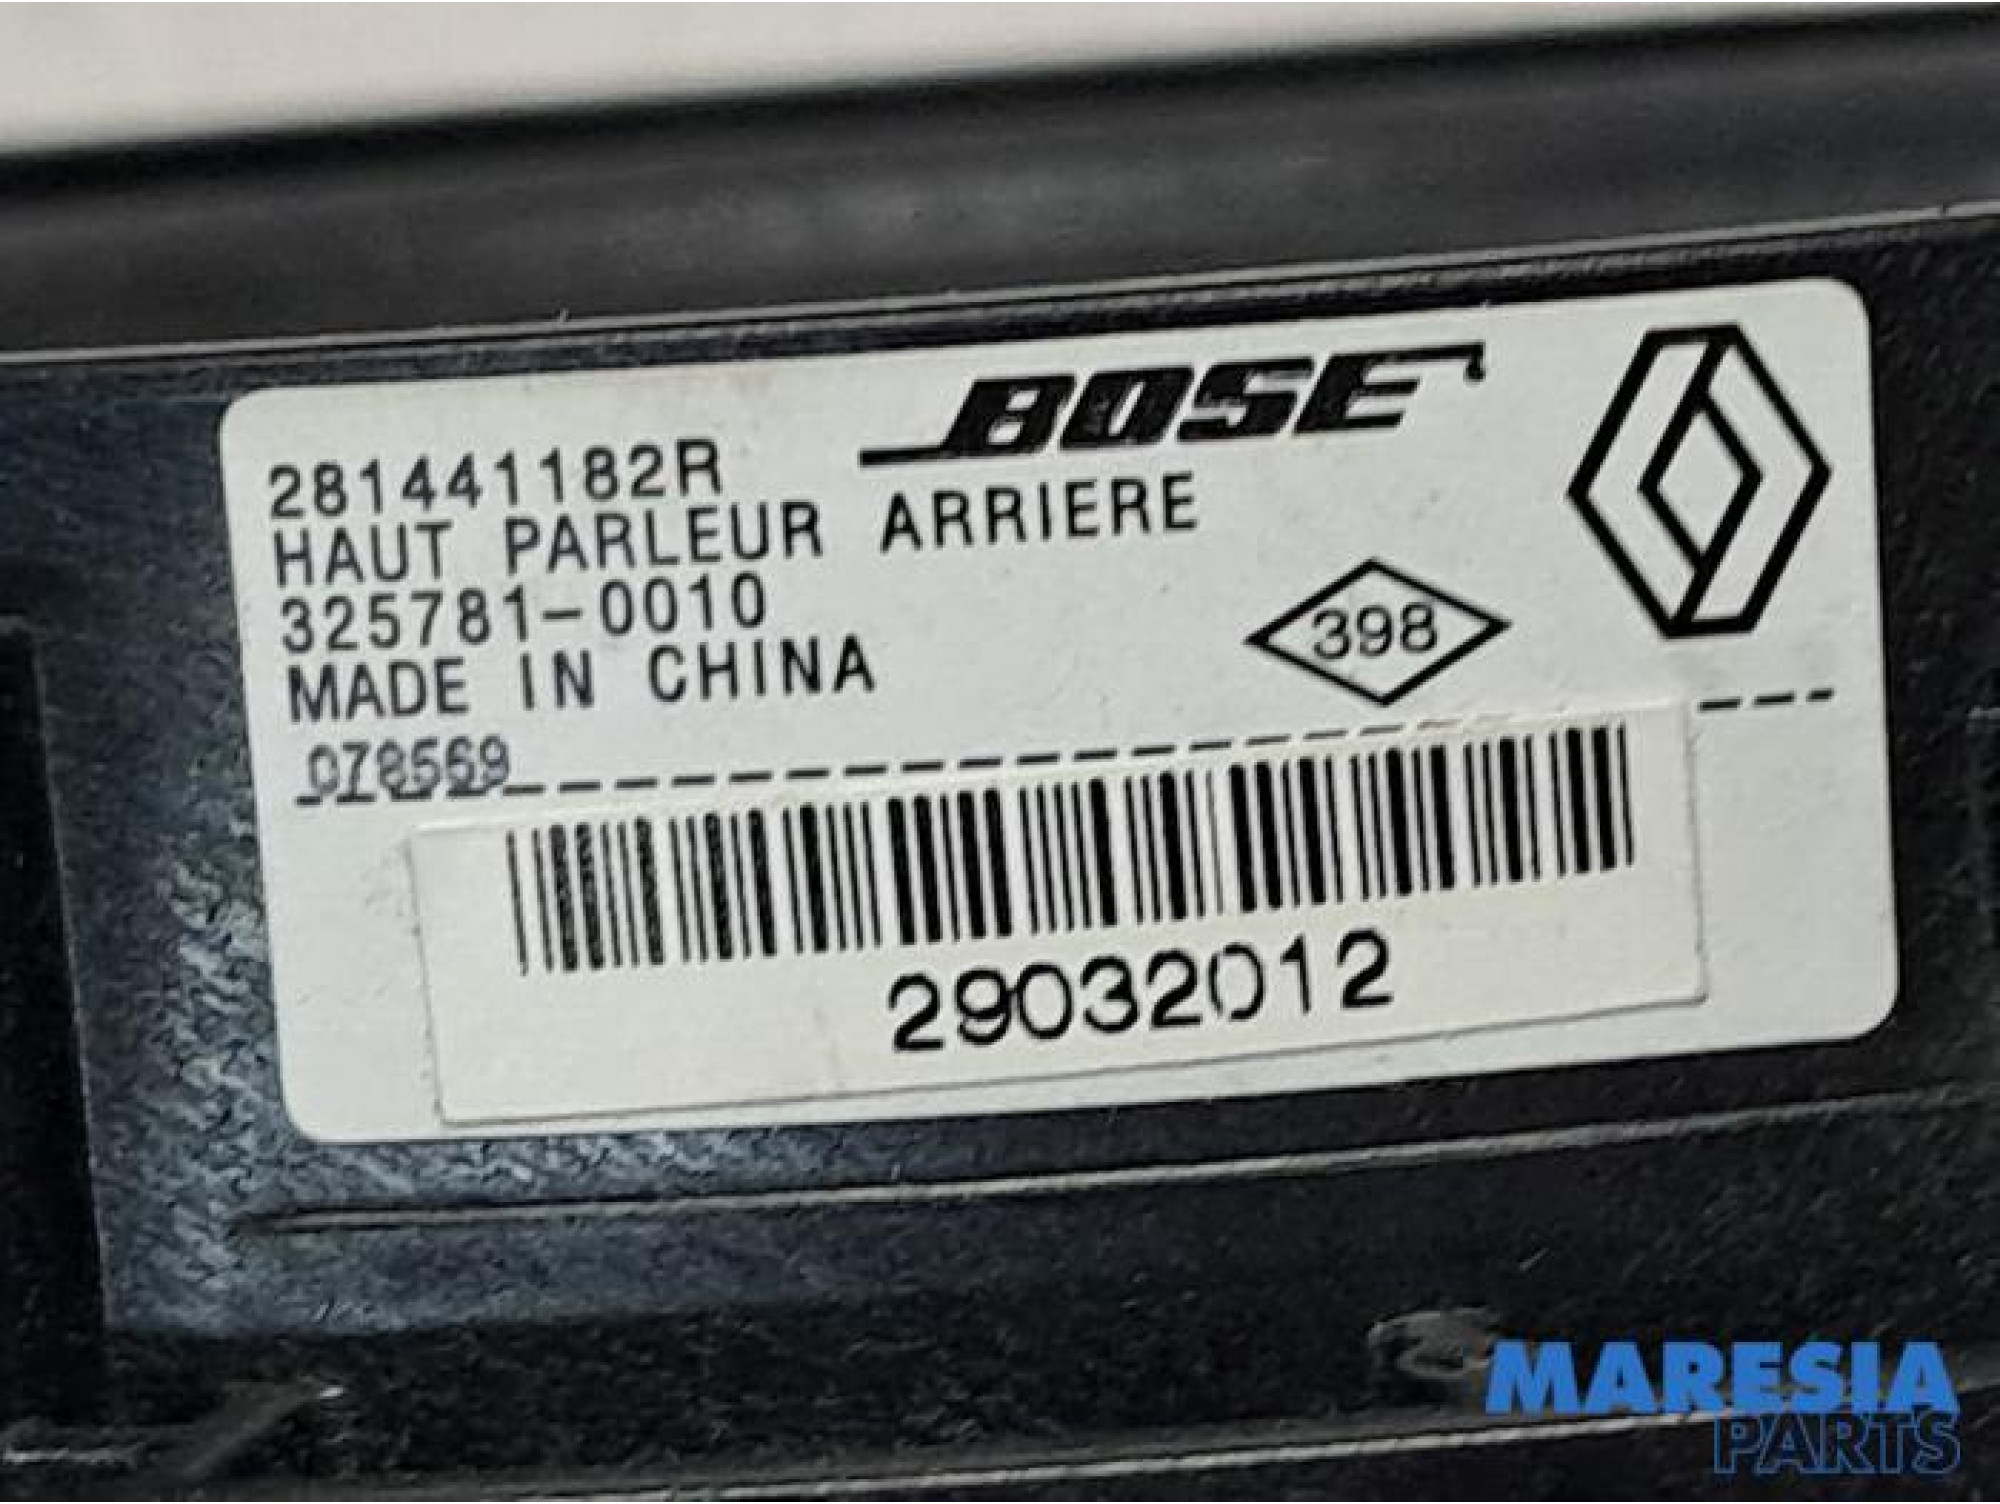 BOSE
281441182R
HAUT PARLEUR ARRIERE
325781-0010
398
MADE IN CHINA
078569
29032012
MARESIA
PARTS